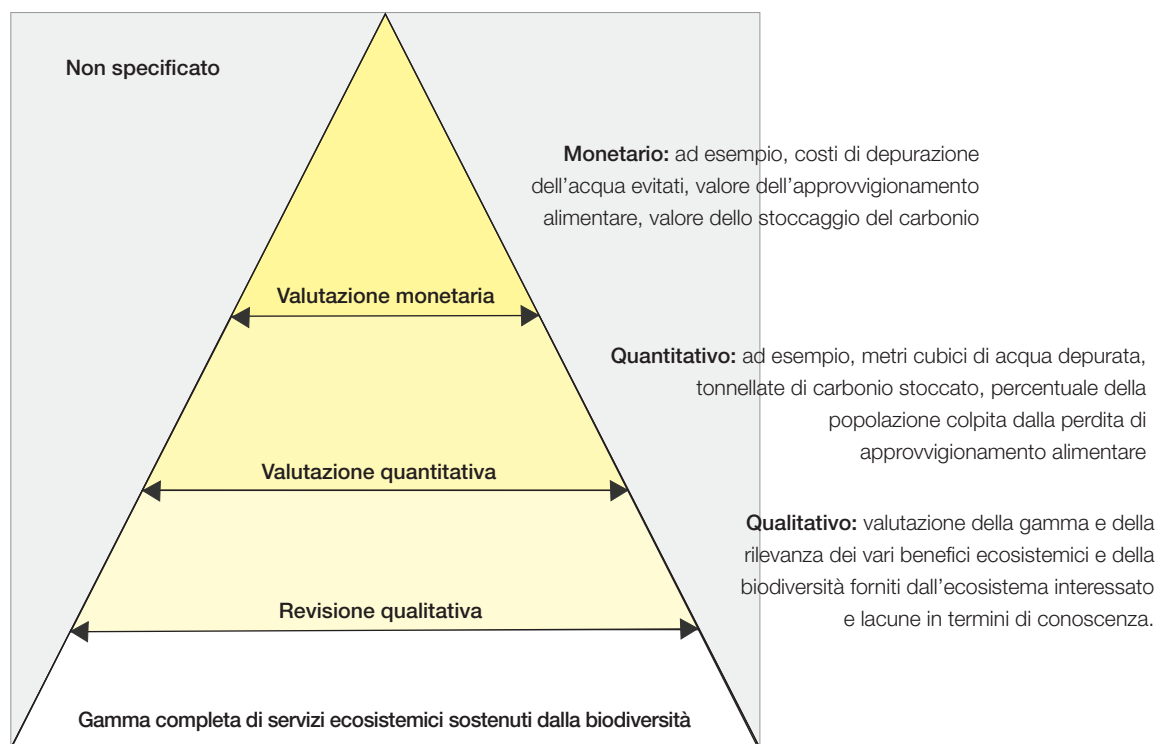 Non specificato
Monetario: ad esempio, costi di depurazione
dell’acqua evitati, valore dell’approvvigionamento
alimentare, valore dello stoccaggio del carbonio
Valutazione monetaria
Quantitativo: ad esempio, metri cubici di acqua depurata,
tonnellate di carbonio stoccato, percentuale della
popolazione colpita dalla perdita di
approvvigionamento alimentare
Valutazione quantitativa
Qualitativo: valutazione della gamma e della
rilevanza dei vari benefici ecosistemici e della
biodiversità forniti dall’ecosistema interessato
e lacune in termini di conoscenza.
Revisione qualitativa
Gamma completa di servizi ecosistemici sostenuti dalla biodiversità